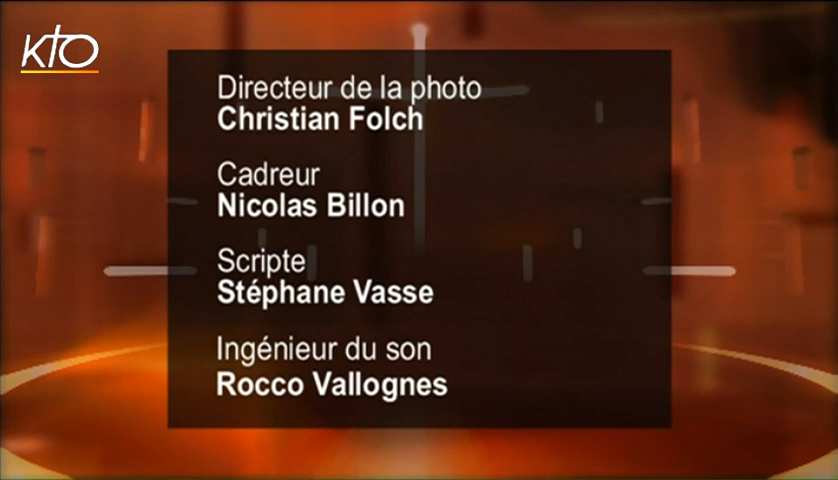 KTO
Directeur de la photo
Christian Folch
Cadreur
Nicolas Billon
Scripte
Stéphane Vasse
Ingénieur du son
Rocco Vallognes